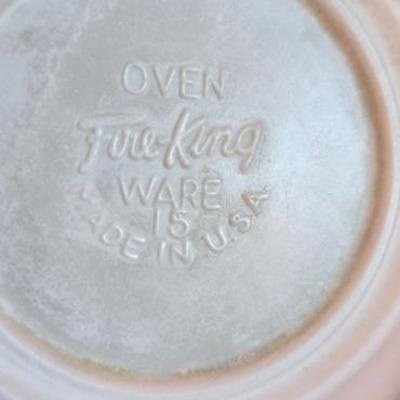 OVEN
Fire-King
WARE
15
MADE IN U.S.A.